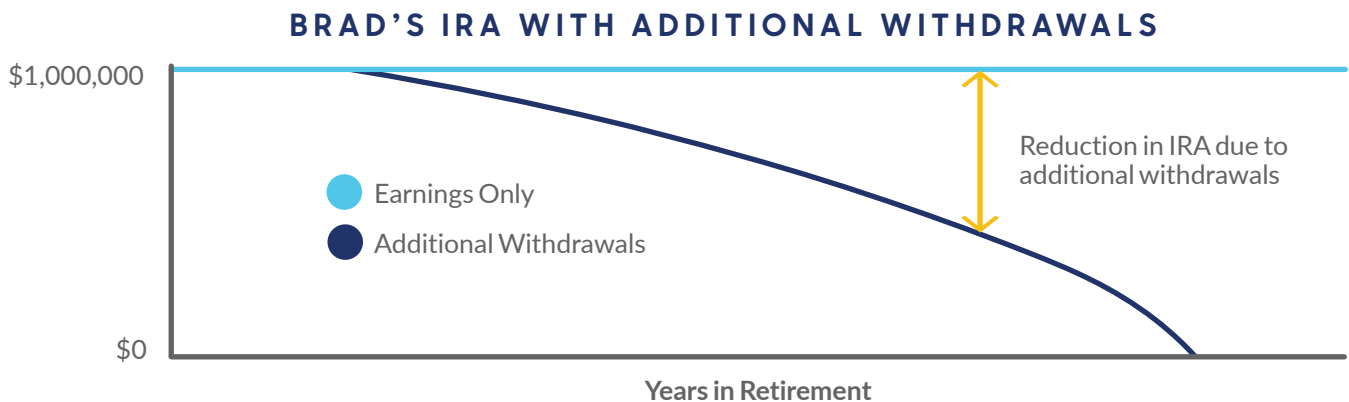 BRAD'S IRA WITH ADDITIONAL WITHDRAWALS
$1,000,000
Reduction in IRA due to
additional withdrawals
Earnings Only
Additional Withdrawals
$0
Years in Retirement